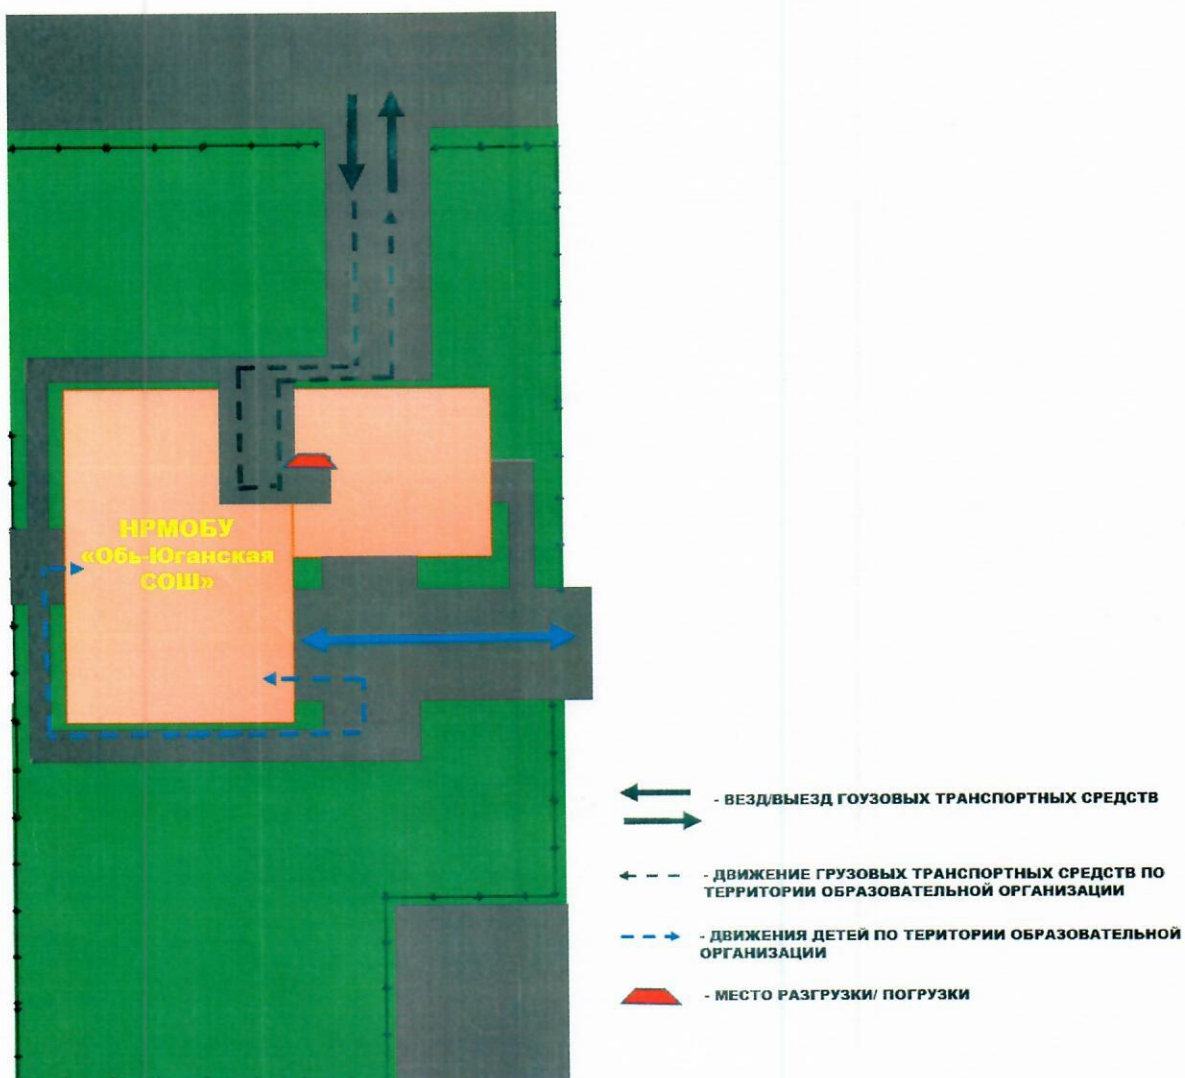 НРМОБУ
«Обь-Юганская
СОШ»
- ВЕЗД/ВЫЕЗД ГОУЗОВЫХ ТРАНСПОРТНЫХ СРЕДСТВ
- ДВИЖЕНИЕ ГРУЗОВЫХ ТРАНСПОРТНЫХ СРЕДСТВ ПО
ТЕРРИТОРИИ ОБРАЗОВАТЕЛЬНОЙ ОРГАНИЗАЦИИ
- ДВИЖЕНИЯ ДЕТЕЙ ПО ТЕРИТОРИИ ОБРАЗОВАТЕЛЬНОЙ
ОРГАНИЗАЦИИ
- МЕСТО РАЗГРУЗКИ/ ПОГРУЗКИ